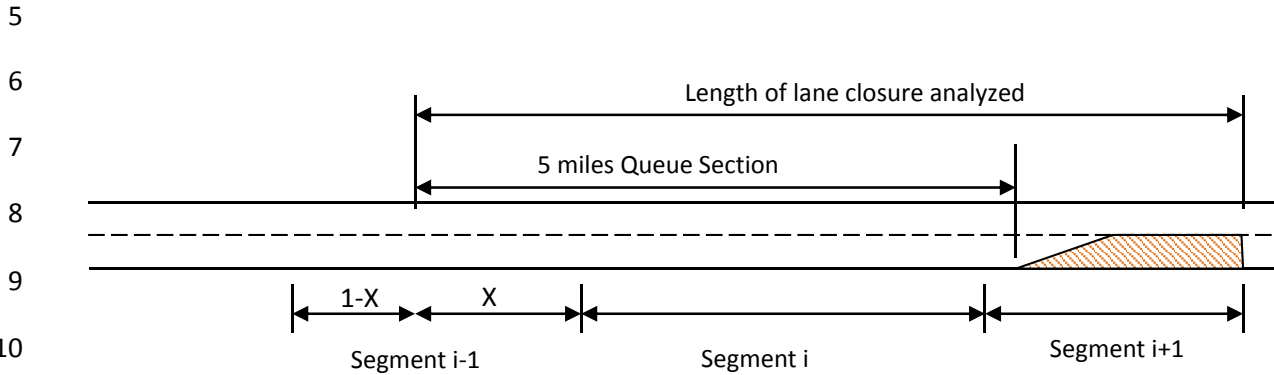 5
6
Length of lane closure analyzed
7
5 miles Queue Section
8
9
1-X X
10
Segment i-1 Segment i Segment i+1